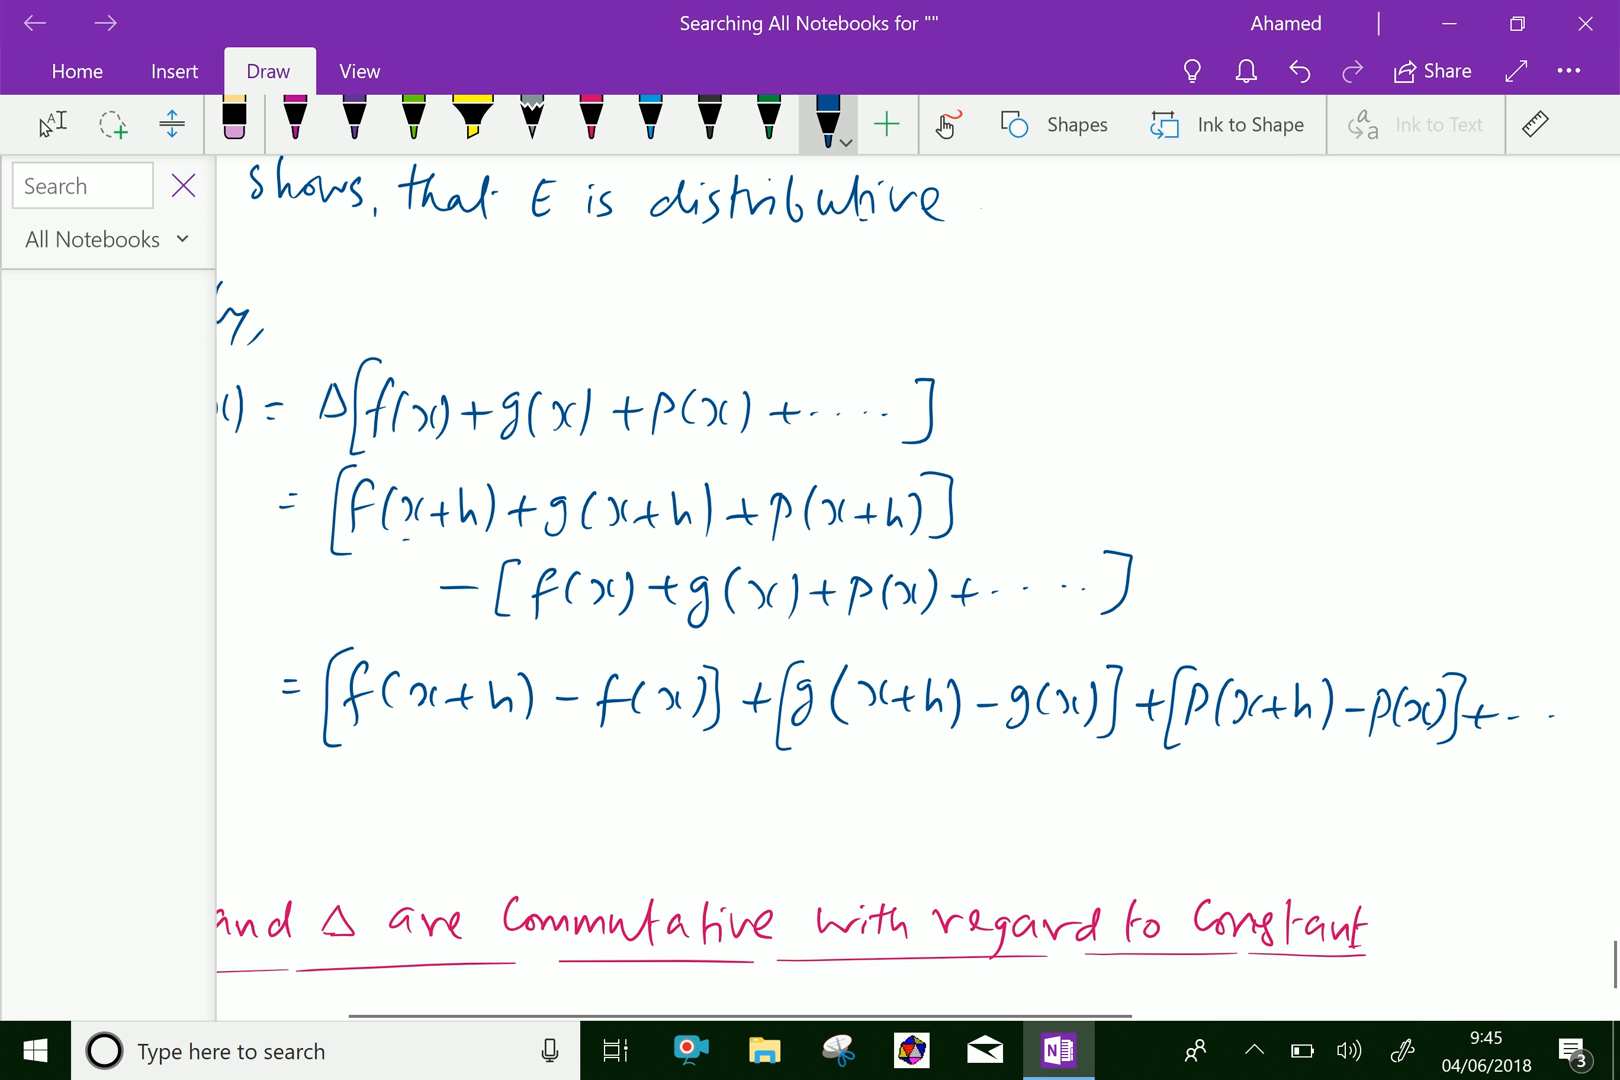 Searching All Notebooks for "" Ahamed
Home Insert Draw View Share
Shapes Ink to Shape Ink to Text
Search
All Notebooks
shows, that E is distributive
= Δ[f(x)+g(x)+p(x)+.....]
= [f(x+h)+g(x+h)+p(x+h)]
-[f(x)+g(x)+p(x)+.....]
= [f(x+h)-f(x)]+[g(x+h)-g(x)]+[p(x+h)-p(x)]+...
and Δ are commutative with regard to constant
Type here to search
9:45
04/06/2018
3